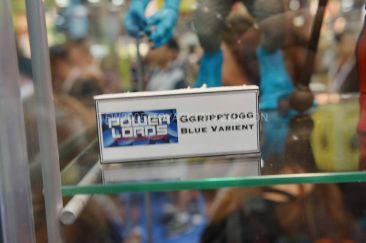 POWER
LORDS
Ggripptogg
Blue Varient